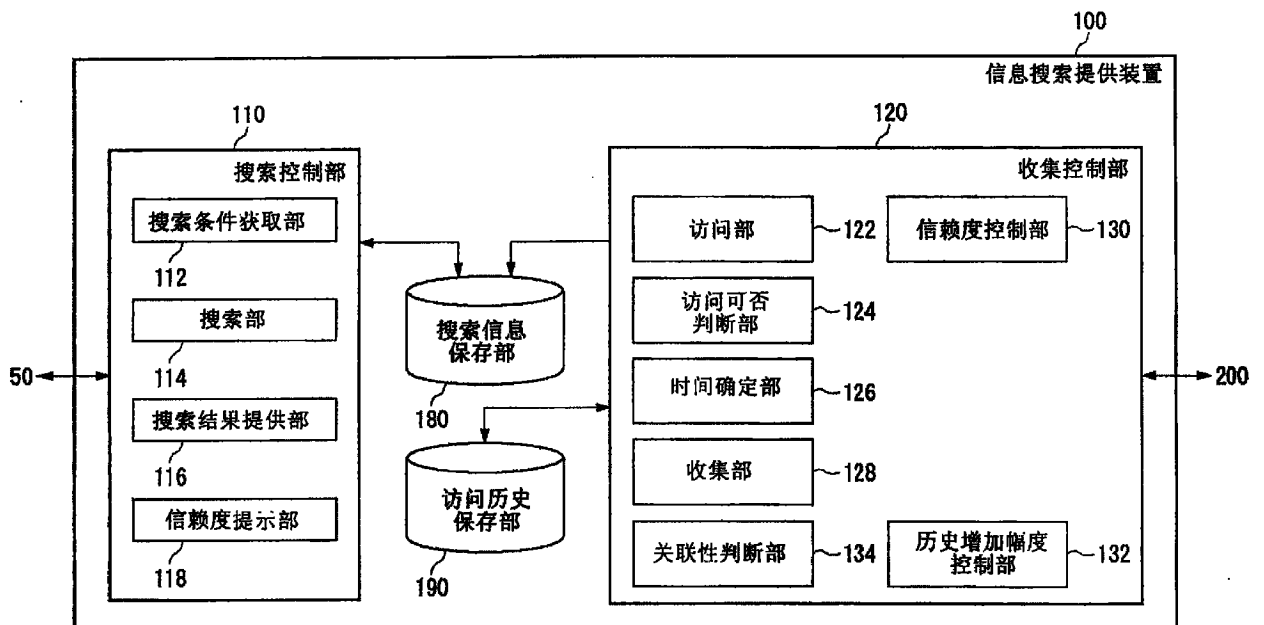 100
信息搜索提供装置
110
搜索控制部
搜索条件获取部
112
搜索部
114
搜索结果提供部
116
信赖度提示部
118
50
搜索信息
保存部
180
访问历史
保存部
190
120
收集控制部
访问部
122
信赖度控制部
130
访问可否
判断部
124
时间确定部
126
收集部
128
关联性判断部
134
历史增加幅度
控制部
132
200